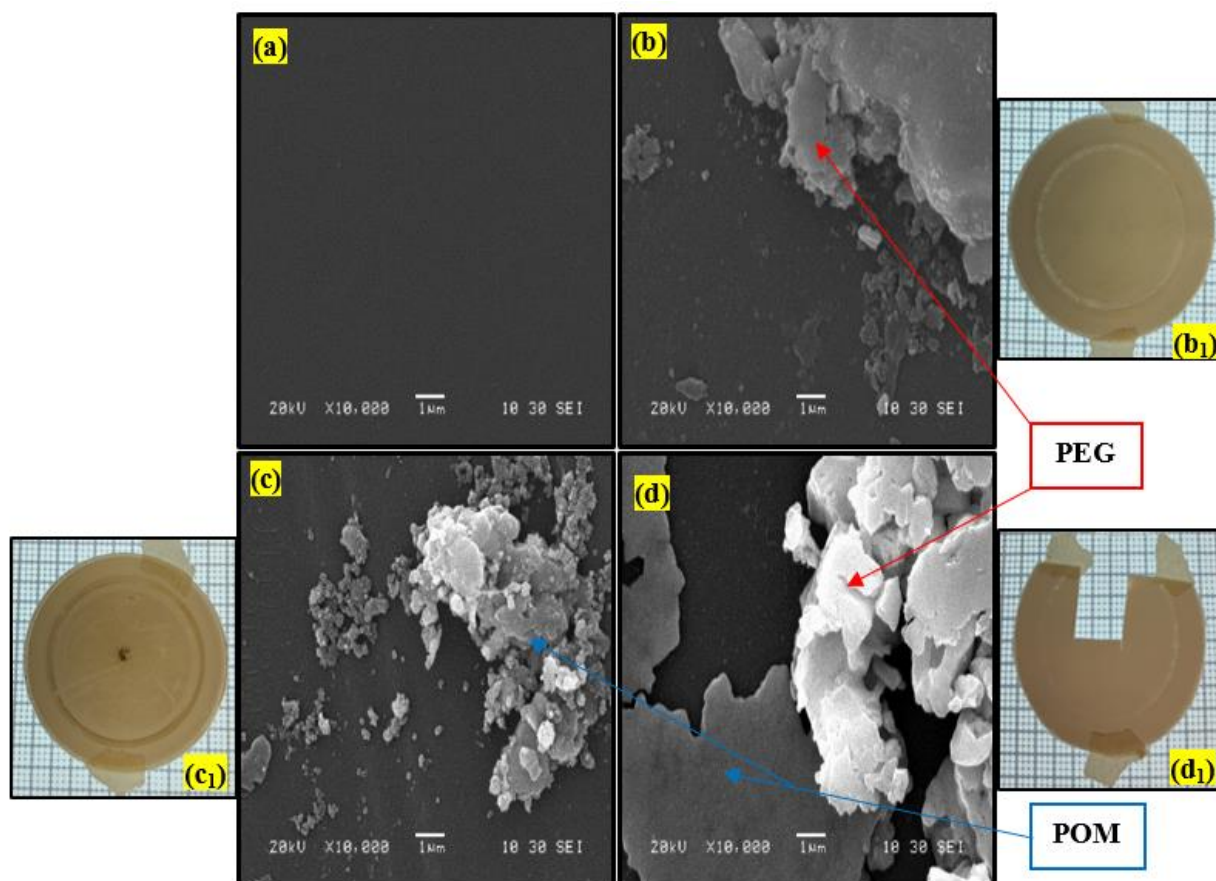 (a)
(b)
20kV X10,000 1µm 10 30 SEI
20kV X10,000 1µm 10 30 SEI
(b1)
PEG
(c)
(d)
20kV X10,000 1µm 10 30 SEI
20kV X10,000 1µm 10 30 SEI
(c1)
(d1)
POM